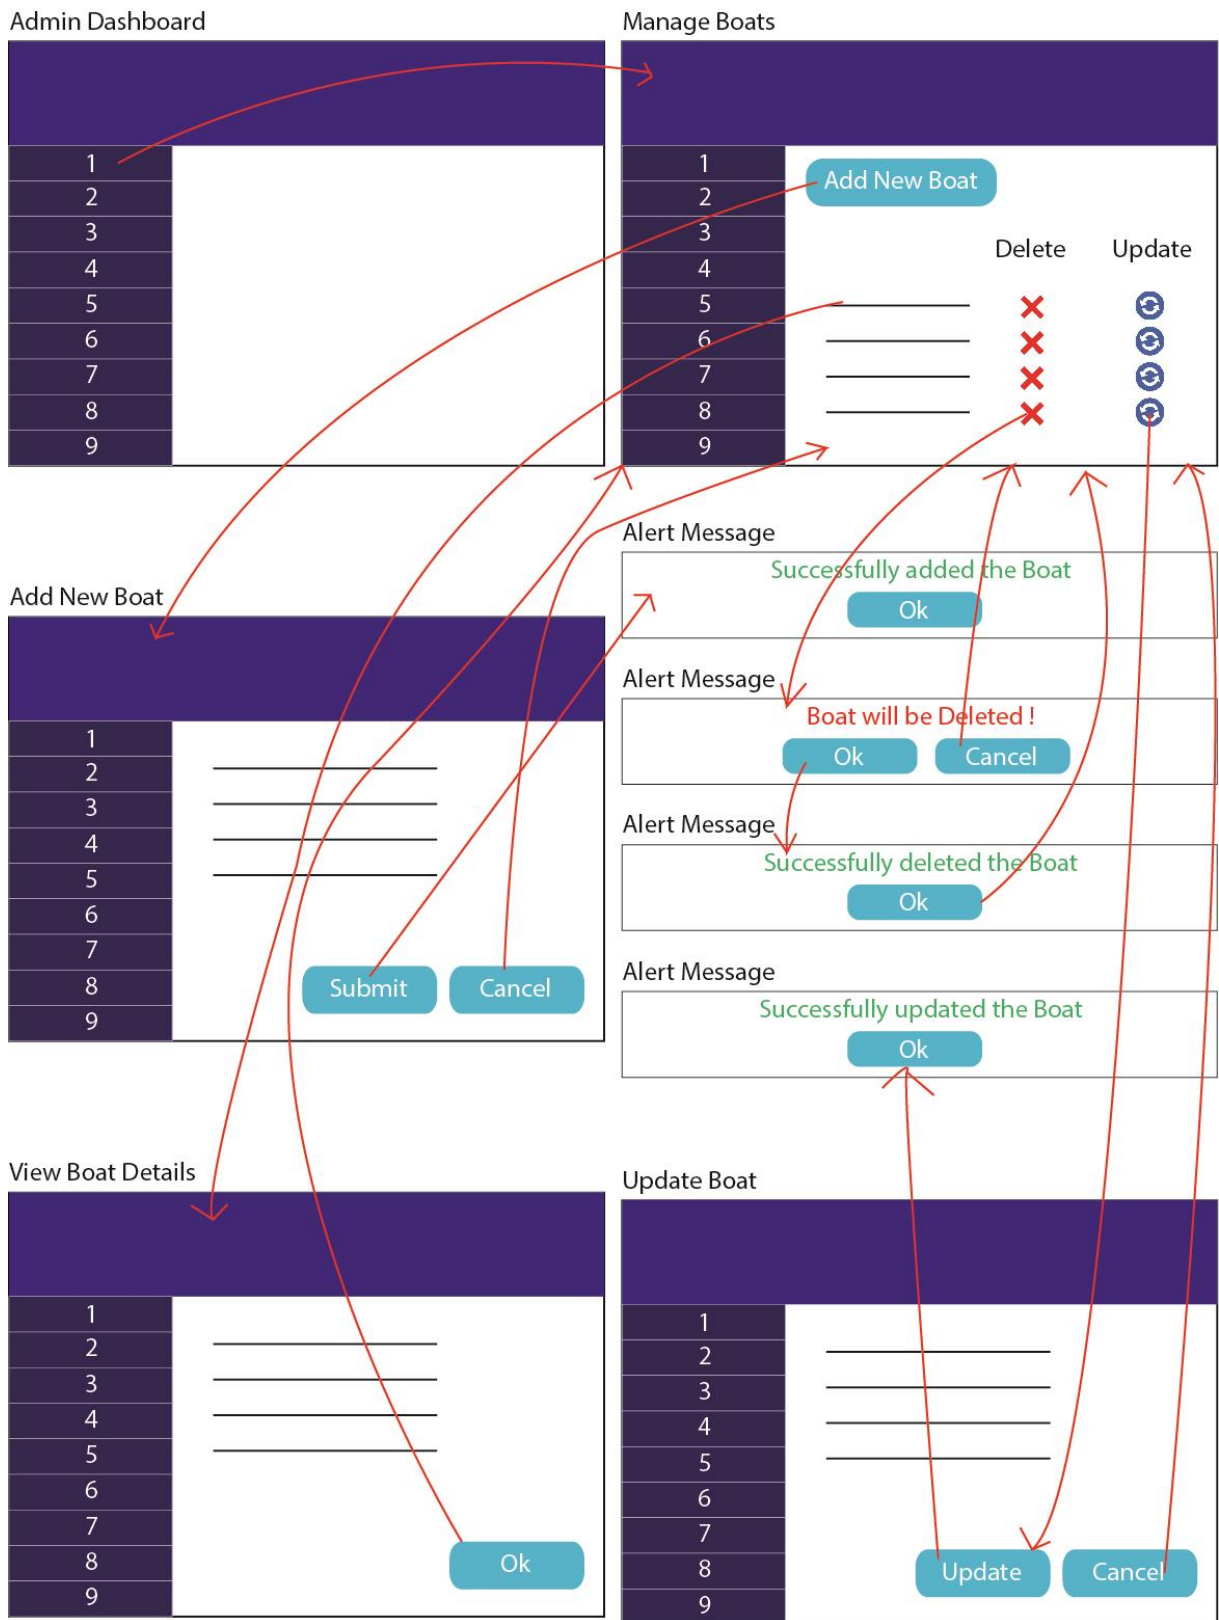 Admin Dashboard
1
2
3
4
5
6
7
8
9
Manage Boats
1
2
3
4
5
6
7
8
9
Add New Boat
Delete Update
Add New Boat
1
2
3
4
5
6
7
8
9
Submit Cancel
Alert Message
Successfully added the Boat
Ok
Alert Message
Boat will be Deleted !
Ok Cancel
Alert Message
Successfully deleted the Boat
Ok
Alert Message
Successfully updated the Boat
Ok
View Boat Details
1
2
3
4
5
6
7
8
9
Ok
Update Boat
1
2
3
4
5
6
7
8
9
Update Cancel